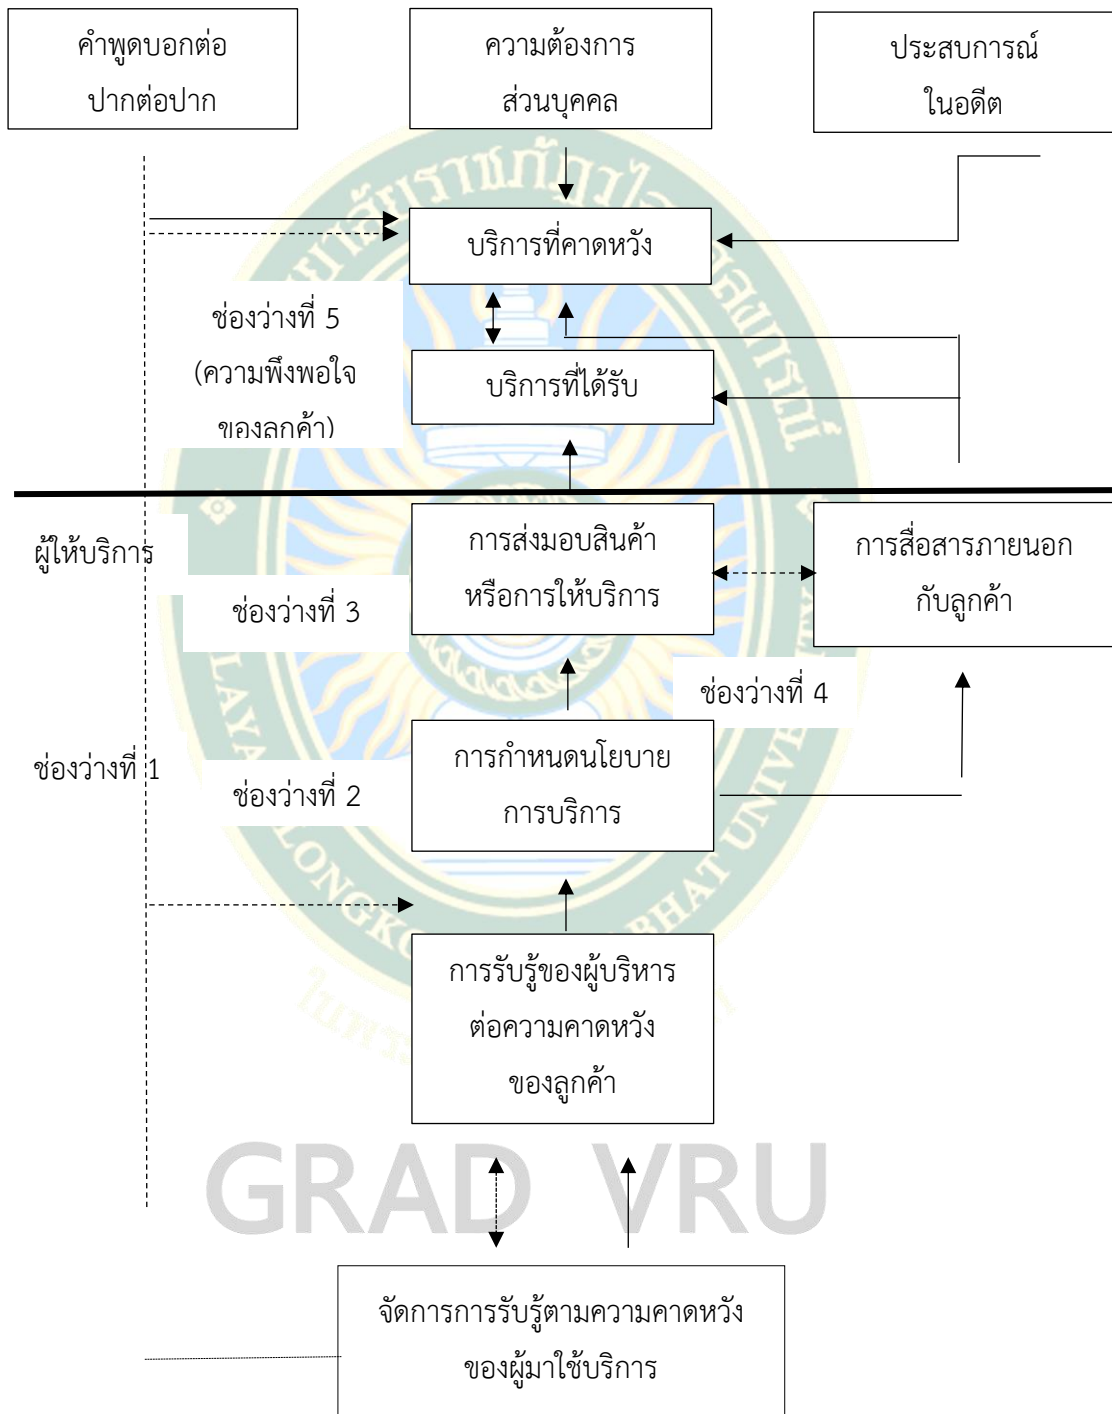 คำพูดบอกต่อ
ปากต่อปาก
ความต้องการ
ส่วนบุคคล
ประสบการณ์
ในอดีต
บริการที่คาดหวัง
ช่องว่างที่ 5
(ความพึงพอใจ
ของลูกค้า)
บริการที่ได้รับ
ผู้ให้บริการ
การส่งมอบสินค้า
หรือการให้บริการ
การสื่อสารภายนอก
กับลูกค้า
ช่องว่างที่ 3
ช่องว่างที่ 4
ช่องว่างที่ 1
ช่องว่างที่ 2
การกำหนดนโยบาย
การบริการ
การรับรู้ของผู้บริหาร
ต่อความคาดหวัง
ของลูกค้า
GRAD VRU
จัดการการรับรู้ตามความคาดหวัง
ของผู้มาใช้บริการ